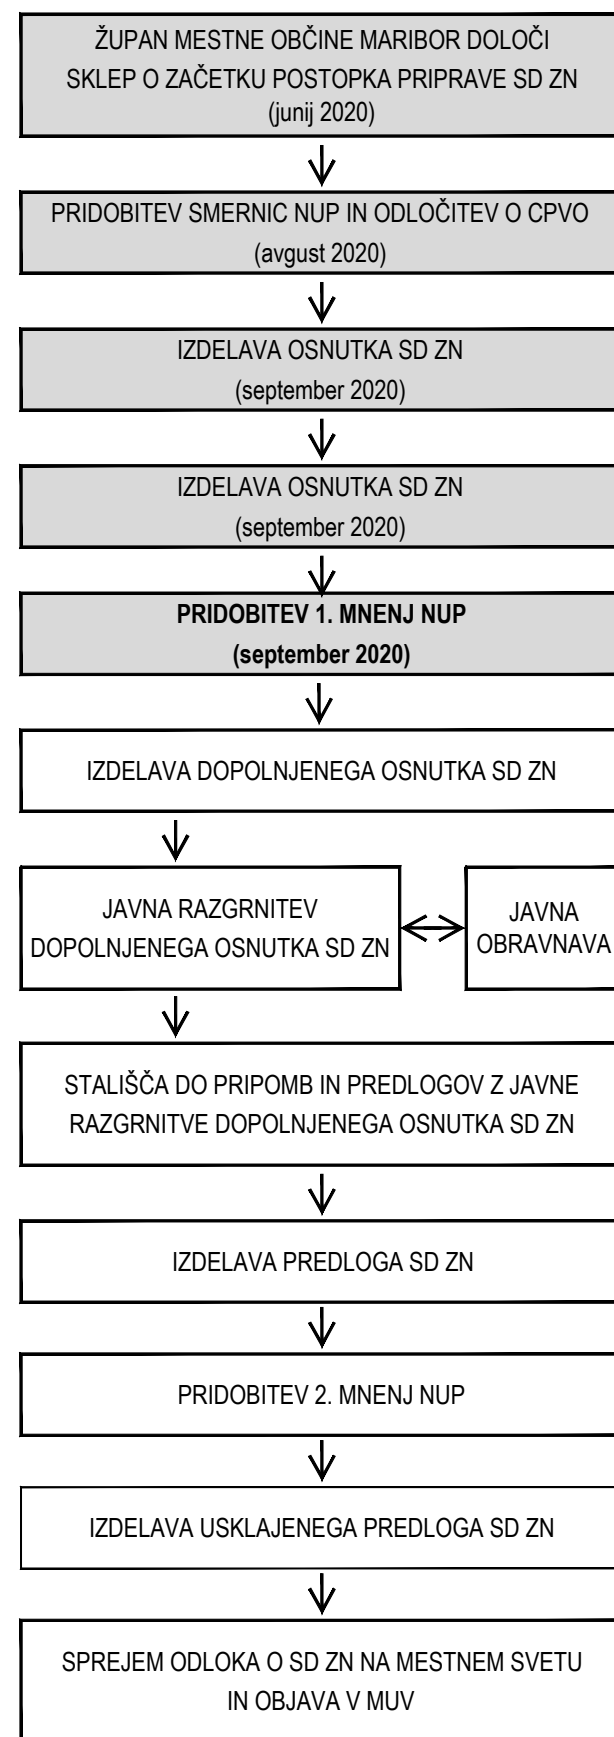 ŽUPAN MESTNE OBČINE MARIBOR DOLOČI
SKLEP O ZAČETKU POSTOPKA PRIPRAVE SD ZN
(junij 2020)
PRIDOBITEV SMERNIC NUP IN ODLOČITEV O CPVO
(avgust 2020)
IZDELAVA OSNUTKA SD ZN
(september 2020)
IZDELAVA OSNUTKA SD ZN
(september 2020)
PRIDOBITEV 1. MNENJ NUP
(september 2020)
IZDELAVA DOPOLNJENEGA OSNUTKA SD ZN
JAVNA RAZGRNITEV
DOPOLNJENEGA OSNUTKA SD ZN
JAVNA
OBRAVNAVA
STALIŠČA DO PRIPOMB IN PREDLOGOV Z JAVNE
RAZGRNITVE DOPOLNJENEGA OSNUTKA SD ZN
IZDELAVA PREDLOGA SD ZN
PRIDOBITEV 2. MNENJ NUP
IZDELAVA USKLAJENEGA PREDLOGA SD ZN
SPREJEM ODLOKA O SD ZN NA MESTNEM SVETU
IN OBJAVA V MUV